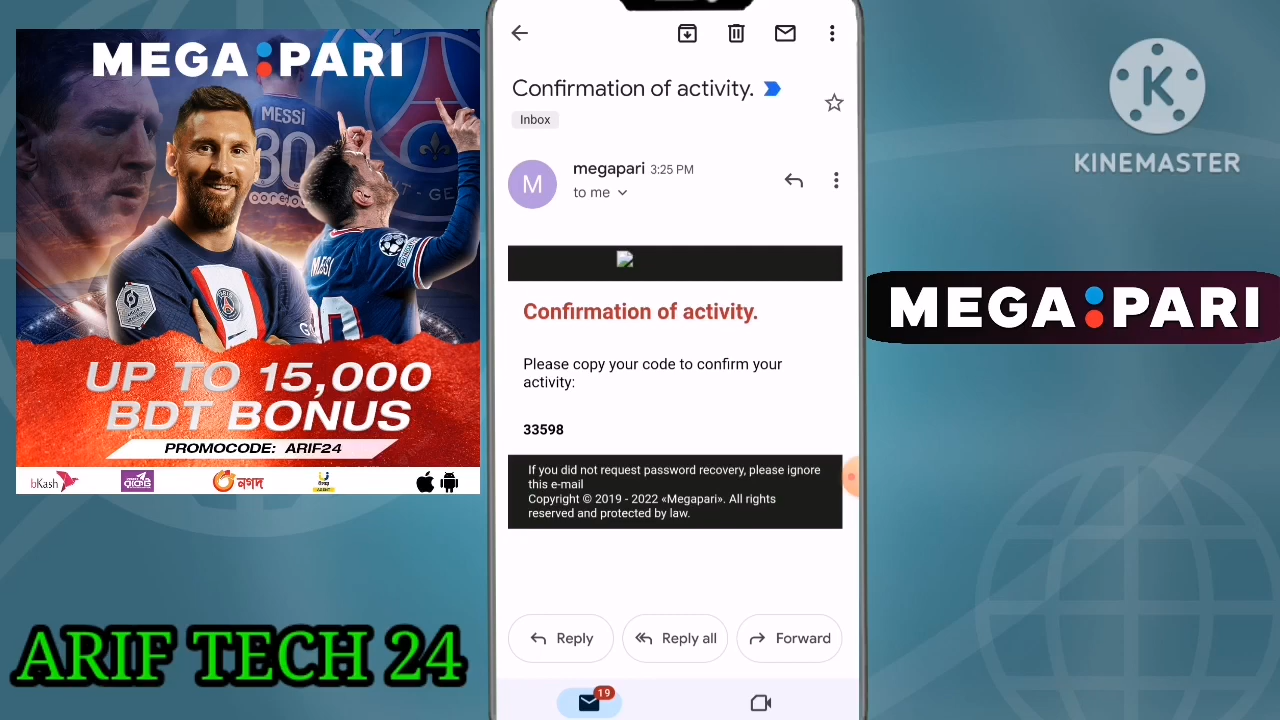 MEGA:PARI
MESSI
30
ooredoo
MESSI
UP TO 15,000
BDT BONUS
PROMOCODE: ARIF24
bKash
নগদ
ARIF TECH 24
Confirmation of activity.
Inbox
M
megapari 3:25 PM
to me
Confirmation of activity.
Please copy your code to confirm your
activity:
33598
If you did not request password recovery, please ignore
this e-mail
Copyright © 2019 - 2022 «Megapari». All rights
reserved and protected by law.
Reply
Reply all
Forward
19
K
KINEMASTER
MEGA:PARI